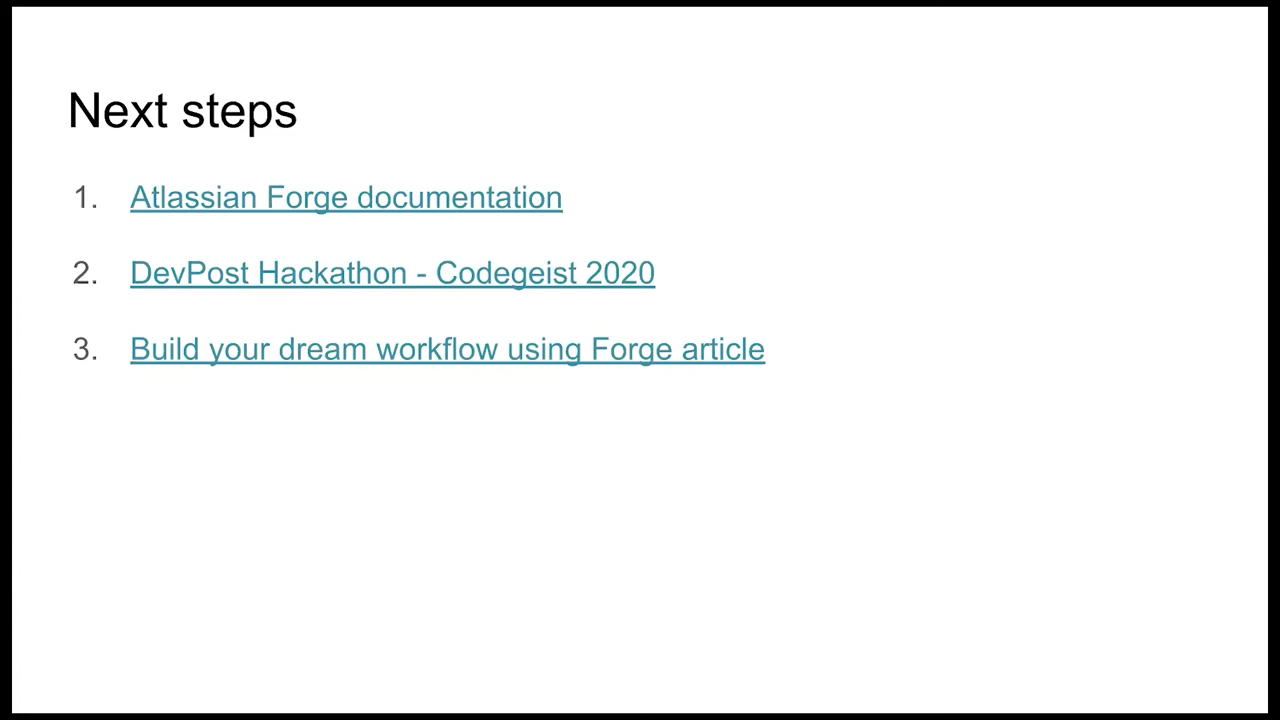 Next steps
1. Atlassian Forge documentation
2. DevPost Hackathon - Codegeist 2020
3. Build your dream workflow using Forge article